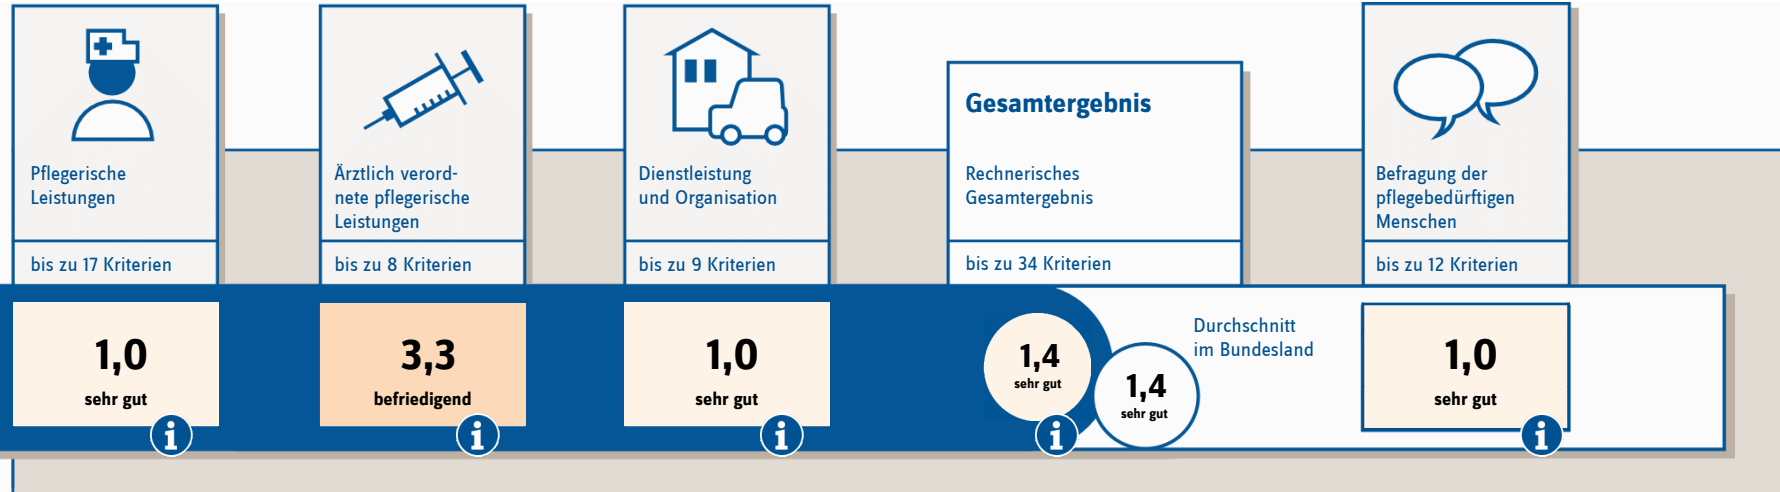 Pflegerische
Leistungen
bis zu 17 Kriterien
1,0
sehr gut
i
Ärztlich verord-
nete pflegerische
Leistungen
bis zu 8 Kriterien
3,3
befriedigend
i
Dienstleistung
und Organisation
bis zu 9 Kriterien
1,0
sehr gut
i
Gesamtergebnis
Rechnerisches
Gesamtergebnis
bis zu 34 Kriterien
1,4
sehr gut
i
1,4
sehr gut
Durchschnitt
im Bundesland
Befragung der
pflegebedürftigen
Menschen
bis zu 12 Kriterien
1,0
sehr gut
i